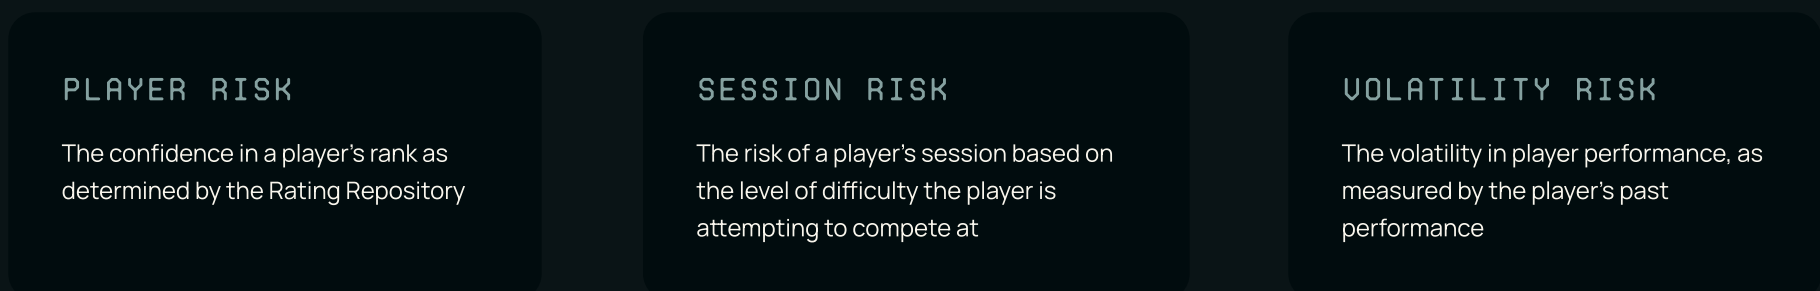 PLAYER RISK
The confidence in a player's rank as
determined by the Rating Repository
SESSION RISK
The risk of a player's session based on
the level of difficulty the player is
attempting to compete at
VOLATILITY RISK
The volatility in player performance, as
measured by the player's past
performance